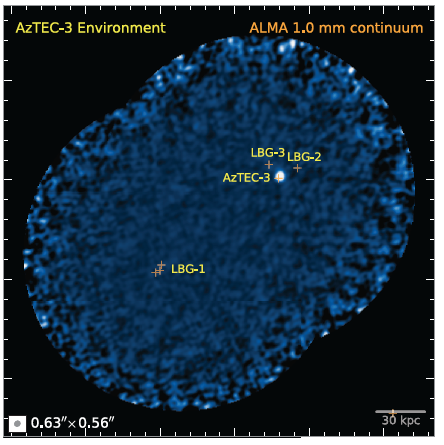 AzTEC-3 Environment
ALMA 1.0 mm continuum
LBG-3
LBG-2
AzTEC-3
LBG-1
0.63″×0.56″
30 kpc